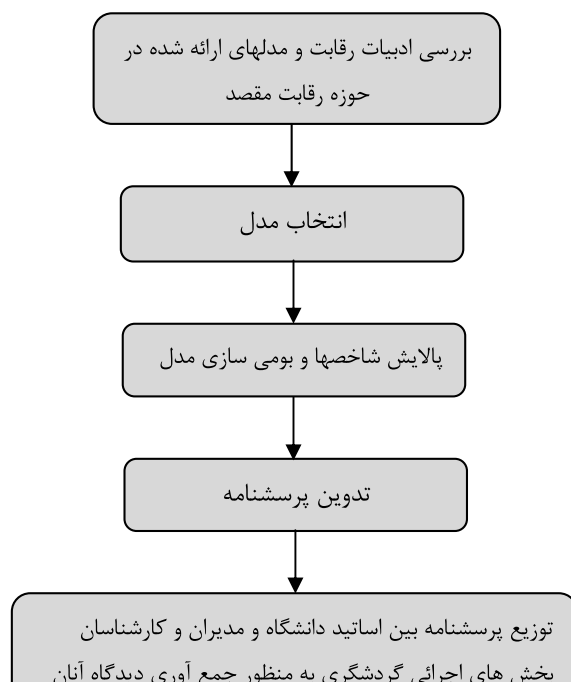 بررسی ادبیات رقابت و مدلهای ارائه شده در
حوزه رقابت مقصد
انتخاب مدل
پالایش شاخصها و بومی سازی مدل
تدوین پرسشنامه
توزیع پرسشنامه بین اساتید دانشگاه و مدیران و کارشناسان
بخش های اجرائی گردشگری به منظور جمع آوری دیدگاه آنان